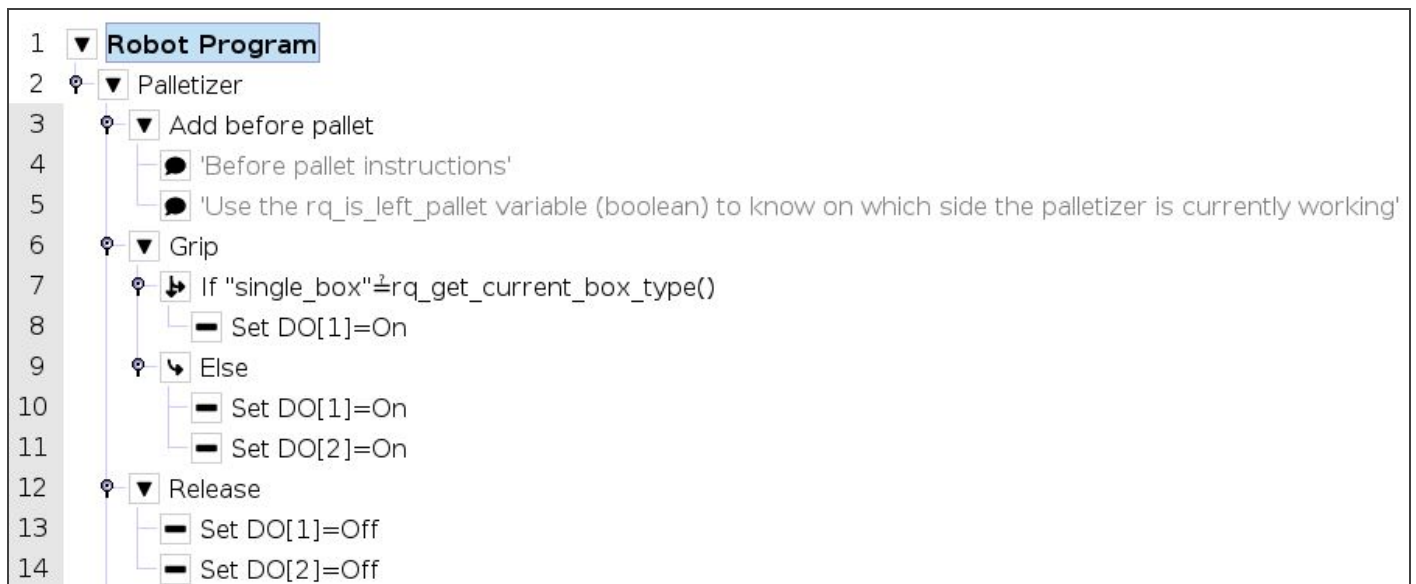 1 Robot Program
2 Palletizer
3 Add before pallet
4 'Before pallet instructions'
5 'Use the rq_is_left_pallet variable (boolean) to know on which side the palletizer is currently working'
6 Grip
7 If "single_box"≟rq_get_current_box_type()
8 Set DO[1]=On
9 Else
10 Set DO[1]=On
11 Set DO[2]=On
12 Release
13 Set DO[1]=Off
14 Set DO[2]=Off